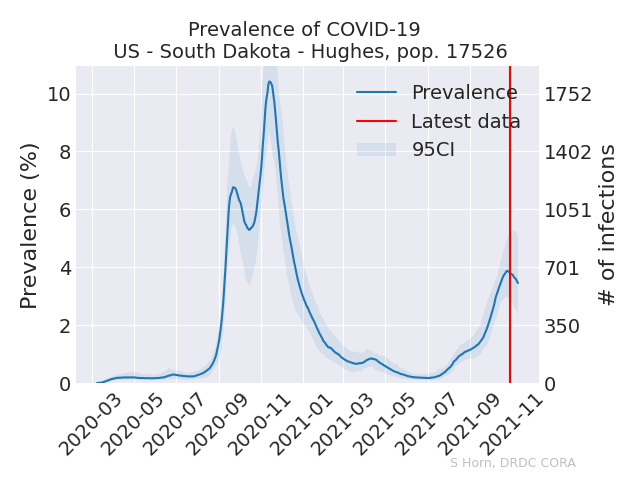 Prevalence of COVID-19
US - South Dakota - Hughes, pop. 17526
Prevalence (%)
10
8
6
4
2
0
Prevalence
Latest data
95CI
1752
1402
1051
701
350
0
# of infections
2020-03
2020-05
2020-07
2020-09
2020-11
2021-01
2021-03
2021-05
2021-07
2021-09
2021-11
S Horn, DRDC CORA